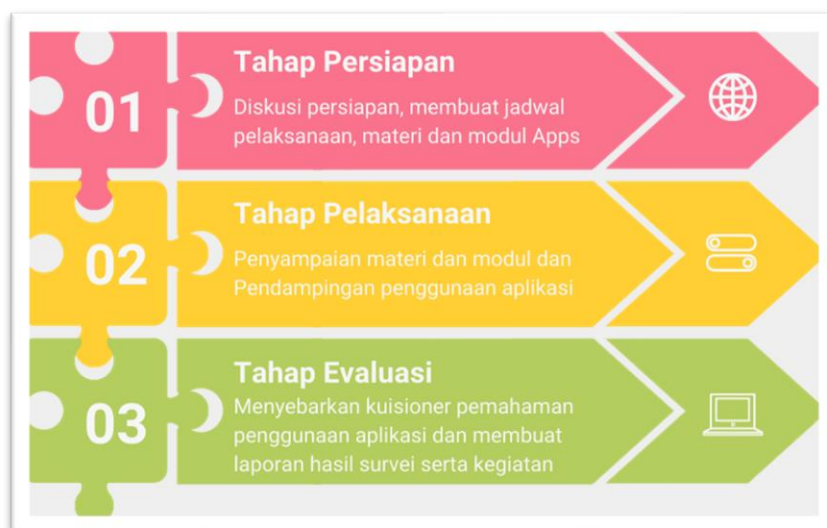 01
Tahap Persiapan
Diskusi persiapan, membuat jadwal
pelaksanaan, materi dan modul Apps
02
Tahap Pelaksanaan
Penyampaian materi dan modul dan
Pendampingan penggunaan aplikasi
03
Tahap Evaluasi
Menyebarkan kuisioner pemahaman
penggunaan aplikasi dan membuat
laporan hasil survei serta kegiatan